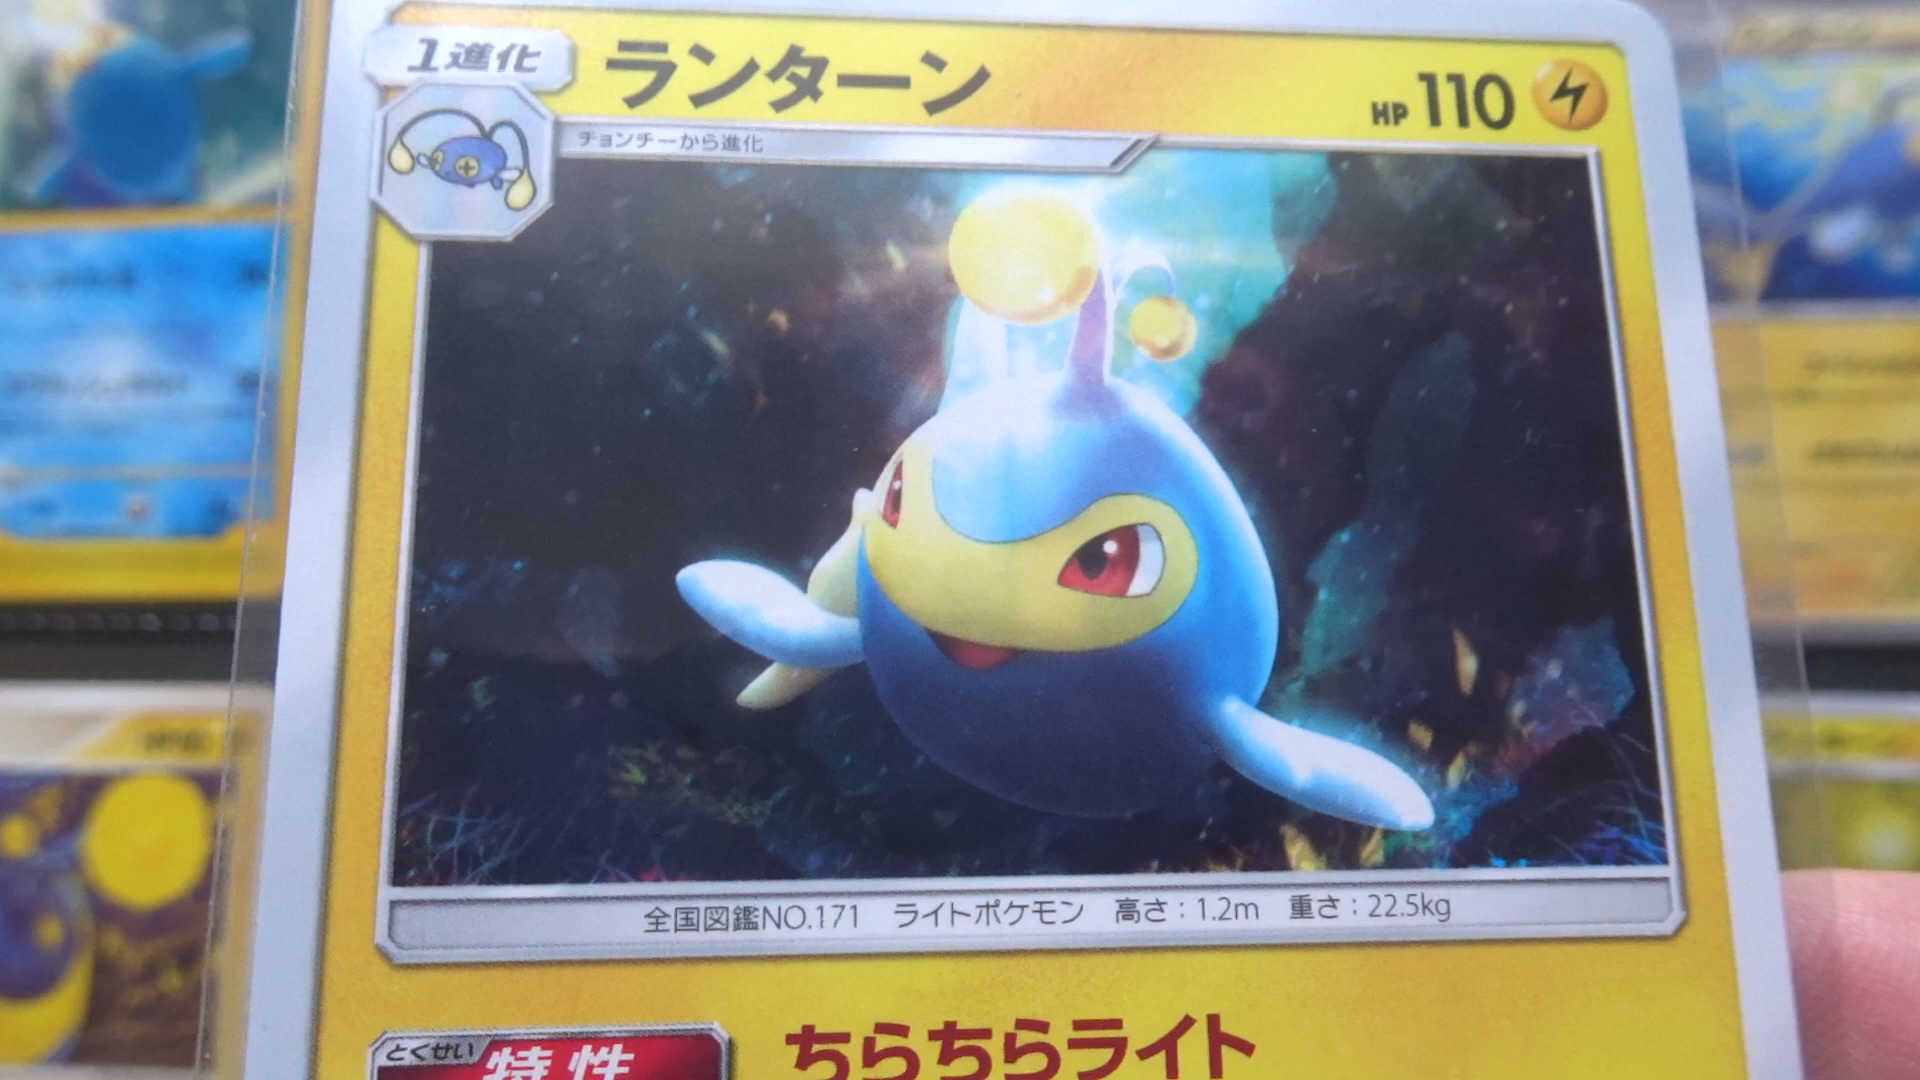 1進化
ランターン
HP 110
チョンチーから進化
全国図鑑NO.171 ライトポケモン 高さ:1.2m 重さ:22.5kg
とくせい
特性
ちらちらライト